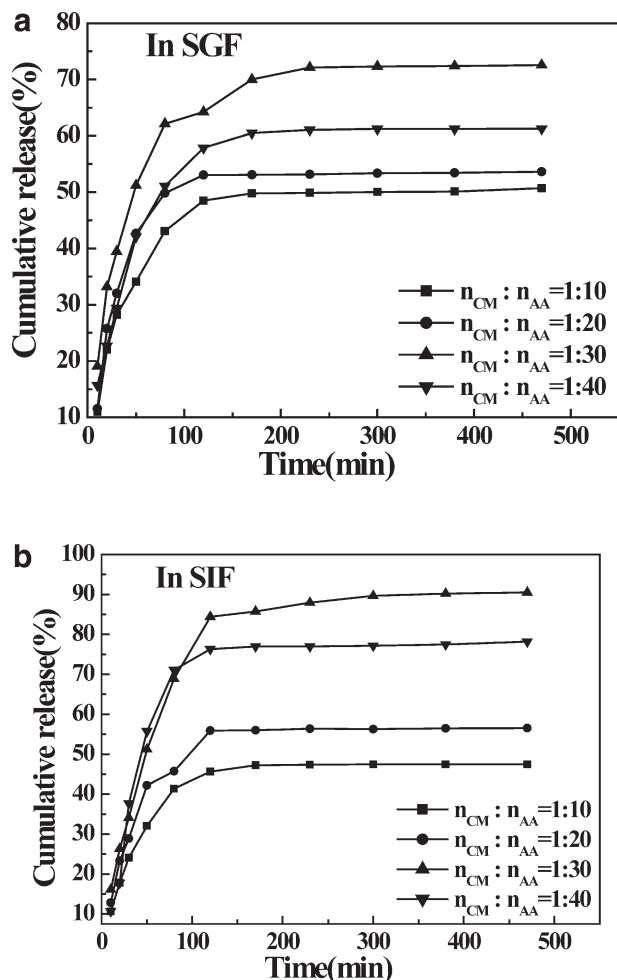 a
In SGF
Cumulative release(%)
80
70
60
50
40
30
20
10
n_CM : n_AA=1:10
n_CM : n_AA=1:20
n_CM : n_AA=1:30
n_CM : n_AA=1:40
0 100 200 300 400 500
Time(min)
b
In SIF
Cumulative release(%)
100
90
80
70
60
50
40
30
20
10
n_CM : n_AA=1:10
n_CM : n_AA=1:20
n_CM : n_AA=1:30
n_CM : n_AA=1:40
0 100 200 300 400 500
Time(min)